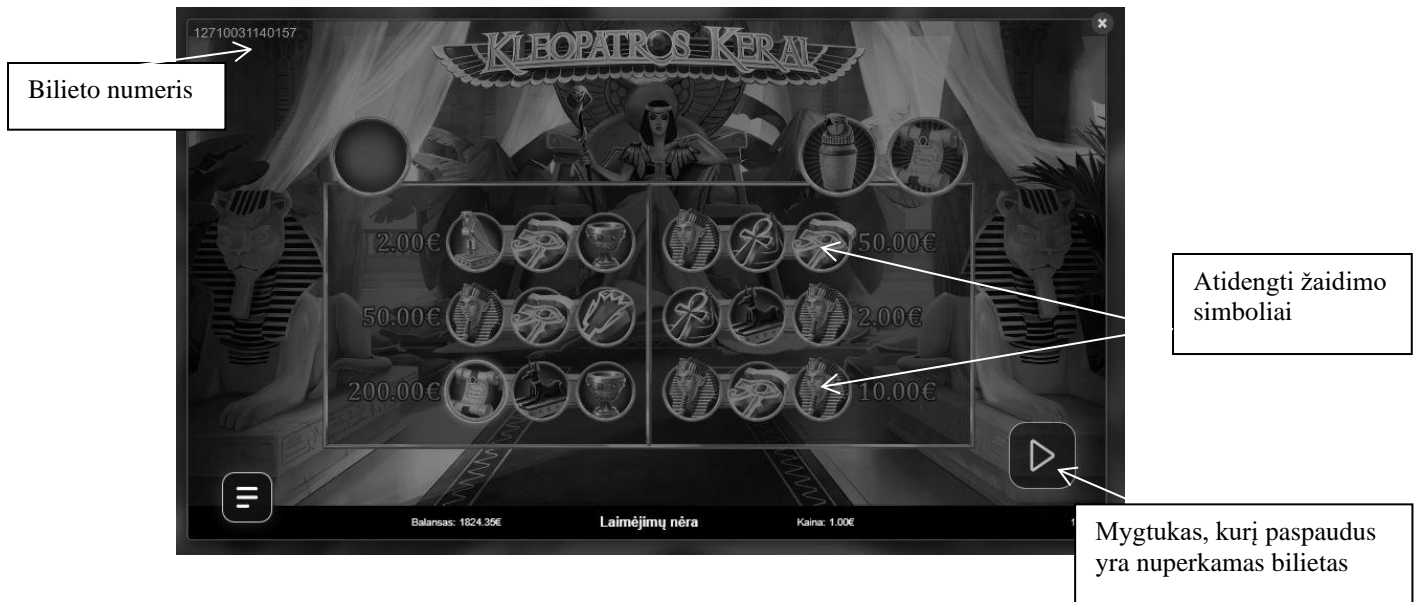 12710031140157
KLEOPATROS KERAI
Bilieto numeris
2.00€
50.00€
50.00€
2.00€
200.00€
10.00€
Atidengti žaidimo
simboliai
Balansas: 1824.35€
Laimėjimų nėra
Kaina: 1.00€
Mygtukas, kurį paspaudus
yra nuperkamas bilietas